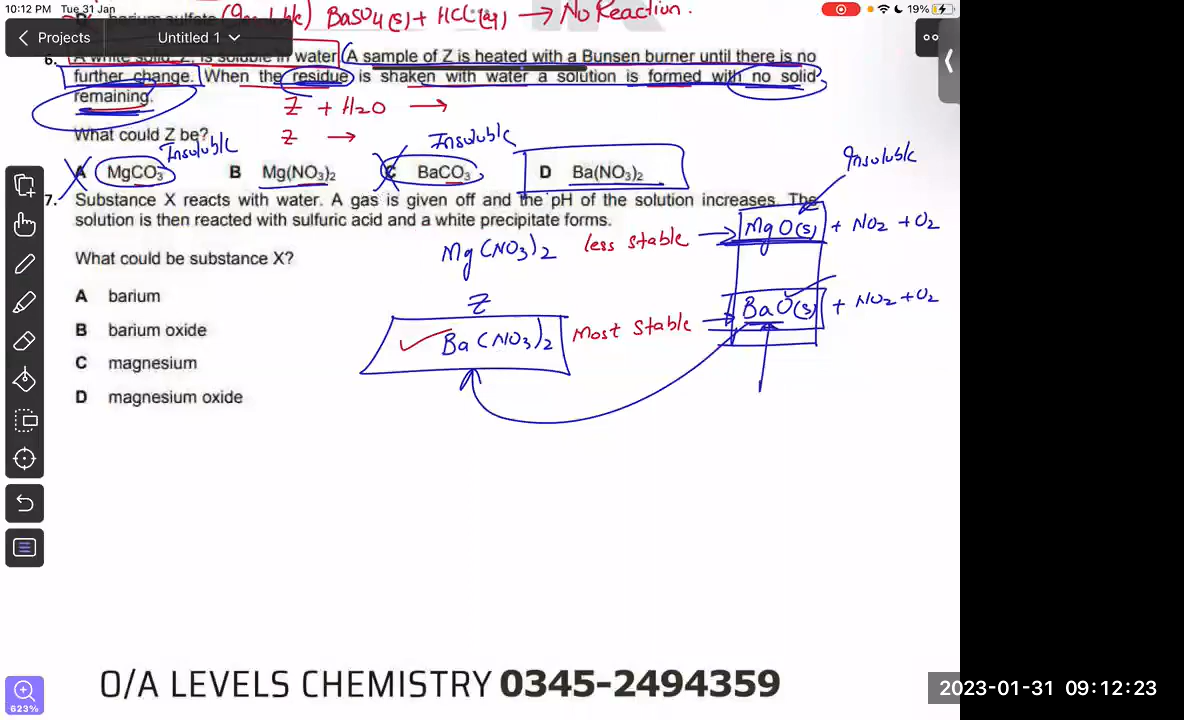 10:12 PM Tue 31 Jan
19%
BaSO4(s) + HCl(aq) → No Reaction.
Projects
Untitled 1
6. A white solid, Z, is soluble in water. A sample of Z is heated with a Bunsen burner until there is no
further change. When the residue is shaken with water a solution is formed with no solid
remaining.
Z + H2O →
What could Z be?
Z →
Insoluble
Insoluble
Insoluble
A MgCO3 B Mg(NO3)2 C BaCO3 D Ba(NO3)2
7. Substance X reacts with water. A gas is given off and the pH of the solution increases. The
solution is then reacted with sulfuric acid and a white precipitate forms.
Mg(NO3)2 less stable → MgO(s) + NO2 + O2
What could be substance X?
A barium
Z
B barium oxide
Ba(NO3)2 Most stable → BaO(s) + NO2 + O2
C magnesium
D magnesium oxide
O/A LEVELS CHEMISTRY 0345-2494359
623%
2023-01-31 09:12:23